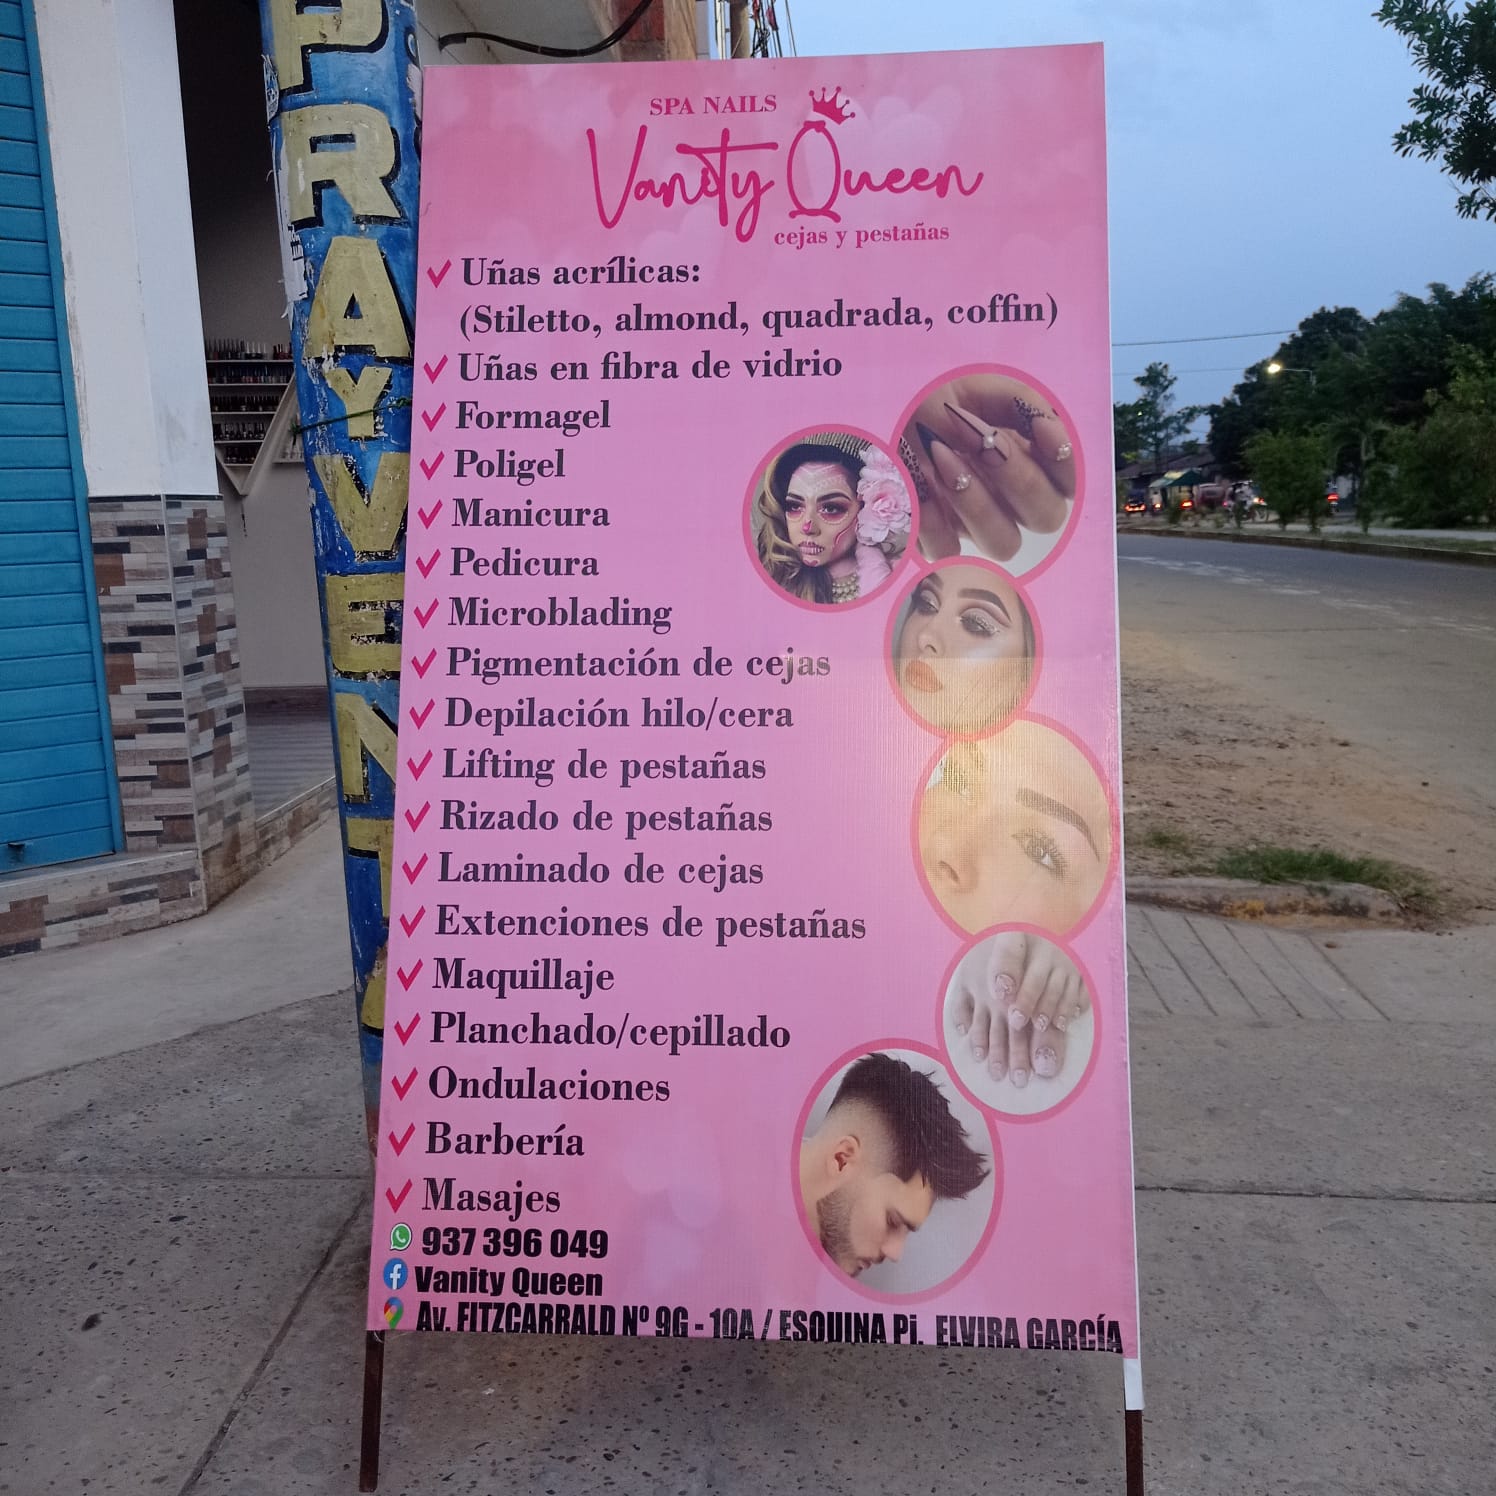 SPA NAILS
Vanity Queen
cejas y pestañas
Uñas acrílicas:
(Stiletto, almond, quadrada, coffin)
Uñas en fibra de vidrio
Formagel
Poligel
Manicura
Pedicura
Microblading
Pigmentación de cejas
Depilación hilo/cera
Lifting de pestañas
Rizado de pestañas
Laminado de cejas
Extenciones de pestañas
Maquillaje
Planchado/cepillado
Ondulaciones
Barbería
Masajes
937 396 049
Vanity Queen
Av. FITZCARRALD Nº 9G - 10A / ESQUINA Pj. ELVIRA GARCÍA
PRAYVENTA